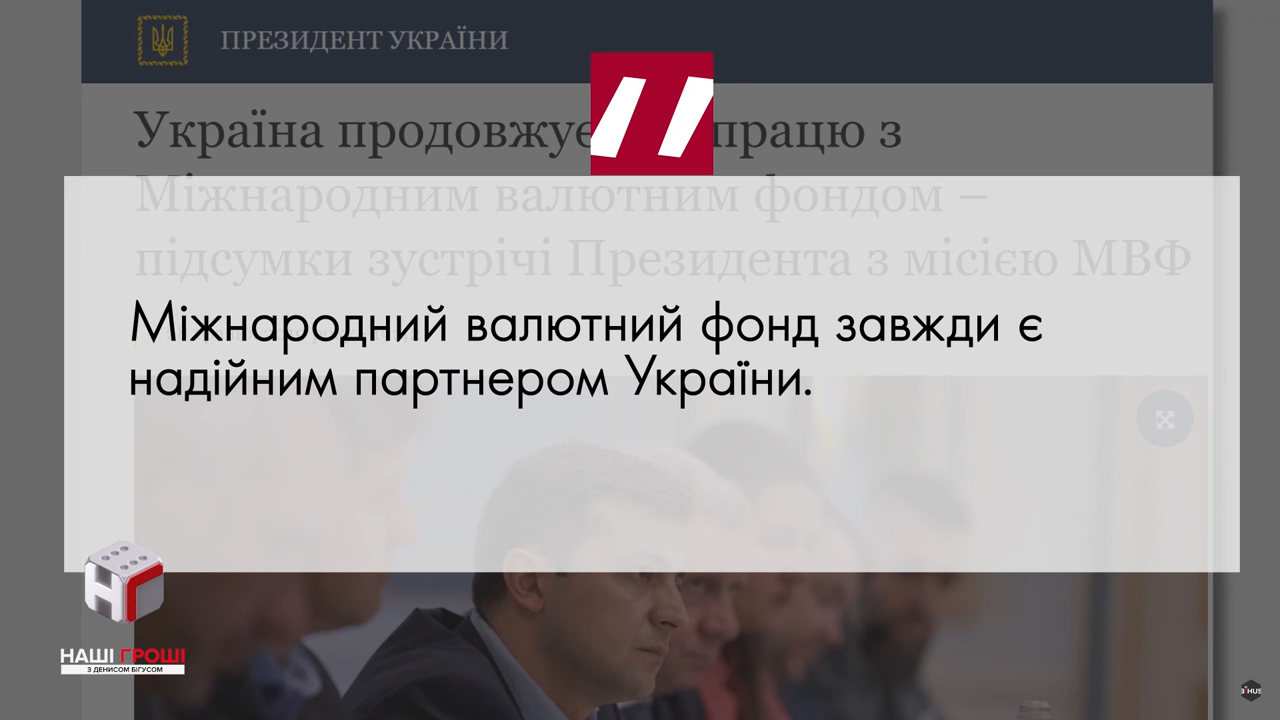 ПРЕЗИДЕНТ УКРАЇНИ
Україна продовжує працю з
Міжнародним валютним фондом –
підсумки зустрічі Президента з місією МВФ
Міжнародний валютний фонд завжди є
надійним партнером України.
НАШІ ГРОШІ
З ДЕНИСОМ БІГУСОМ